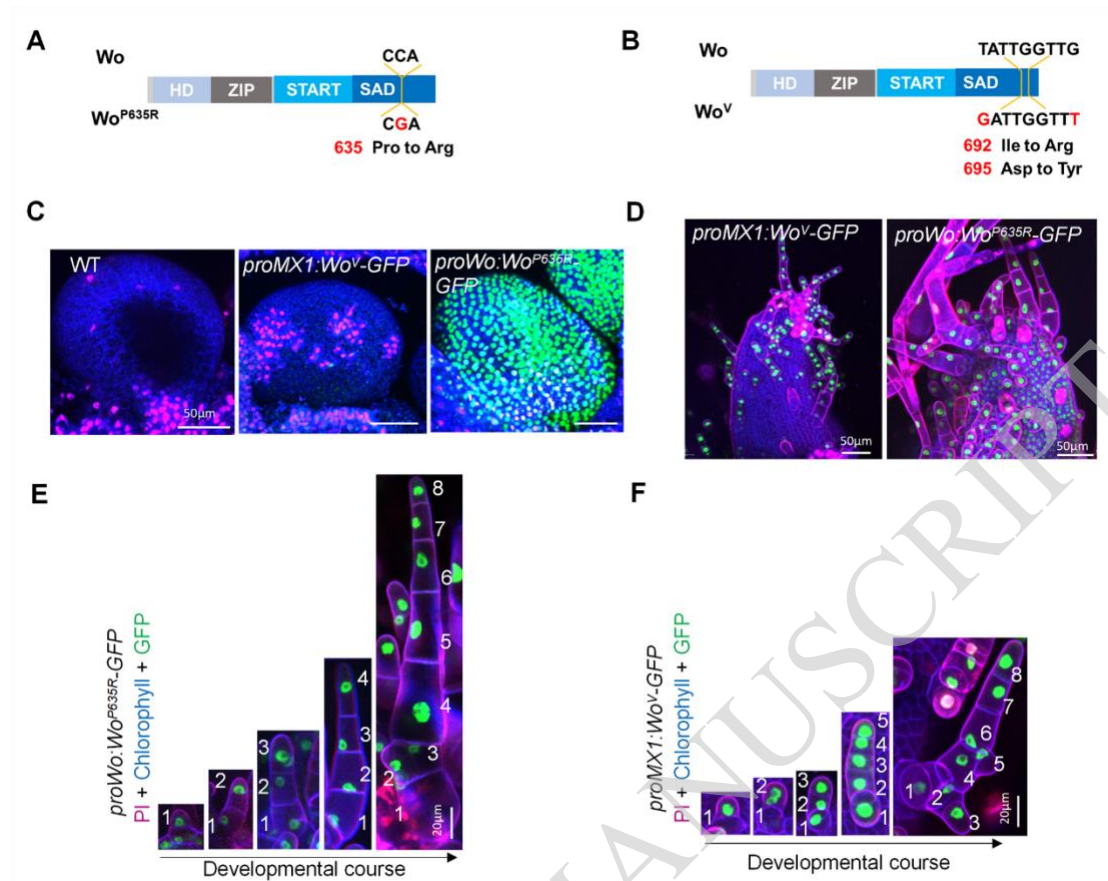 A
Wo
CCA
HD ZIP START SAD
Wo^P635R
CGA
635 Pro to Arg
B
Wo
TATTGGTTG
HD ZIP START SAD
Wo^V
GATTGGTTT
692 Ile to Arg
695 Asp to Tyr
C
WT
50μm
proMX1:Wo^V-GFP
proWo:Wo^P635R-
GFP
D
proMX1:Wo^V-GFP
50μm
proWo:Wo^P635R-GFP
50μm
E
proWo:Wo^P635R-GFP
PI + Chlorophyll + GFP
1
2
1
3
2
1
4
3
2
1
8
7
6
5
4
3
2
1
20μm
Developmental course
F
proMX1:Wo^V-GFP
PI + Chlorophyll + GFP
1
2
1
3
2
1
5
4
3
2
1
8
7
6
5
4
1
2
3
20μm
Developmental course
MANUSCRIPT